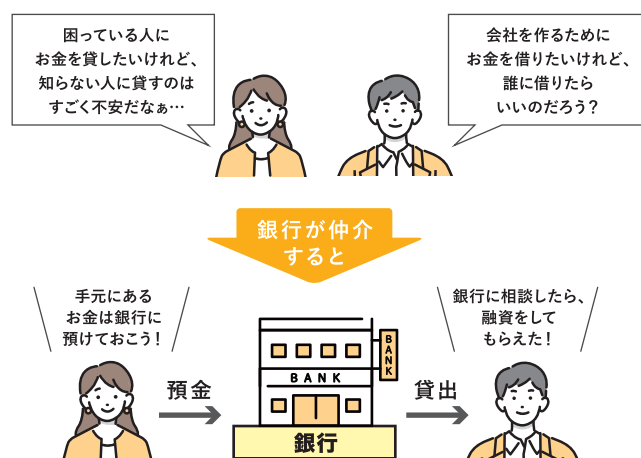 困っている人に
お金を貸したいけれど、
知らない人に貸すのは
すごく不安だなぁ…
会社を作るために
お金を借りたいけれど、
誰に借りたら
いいのだろう？
銀行が仲介
すると
手元にある
お金は銀行に
預けておこう！
銀行に相談したら、
融資をして
もらえた！
預金
BANK
BANK
銀行
貸出